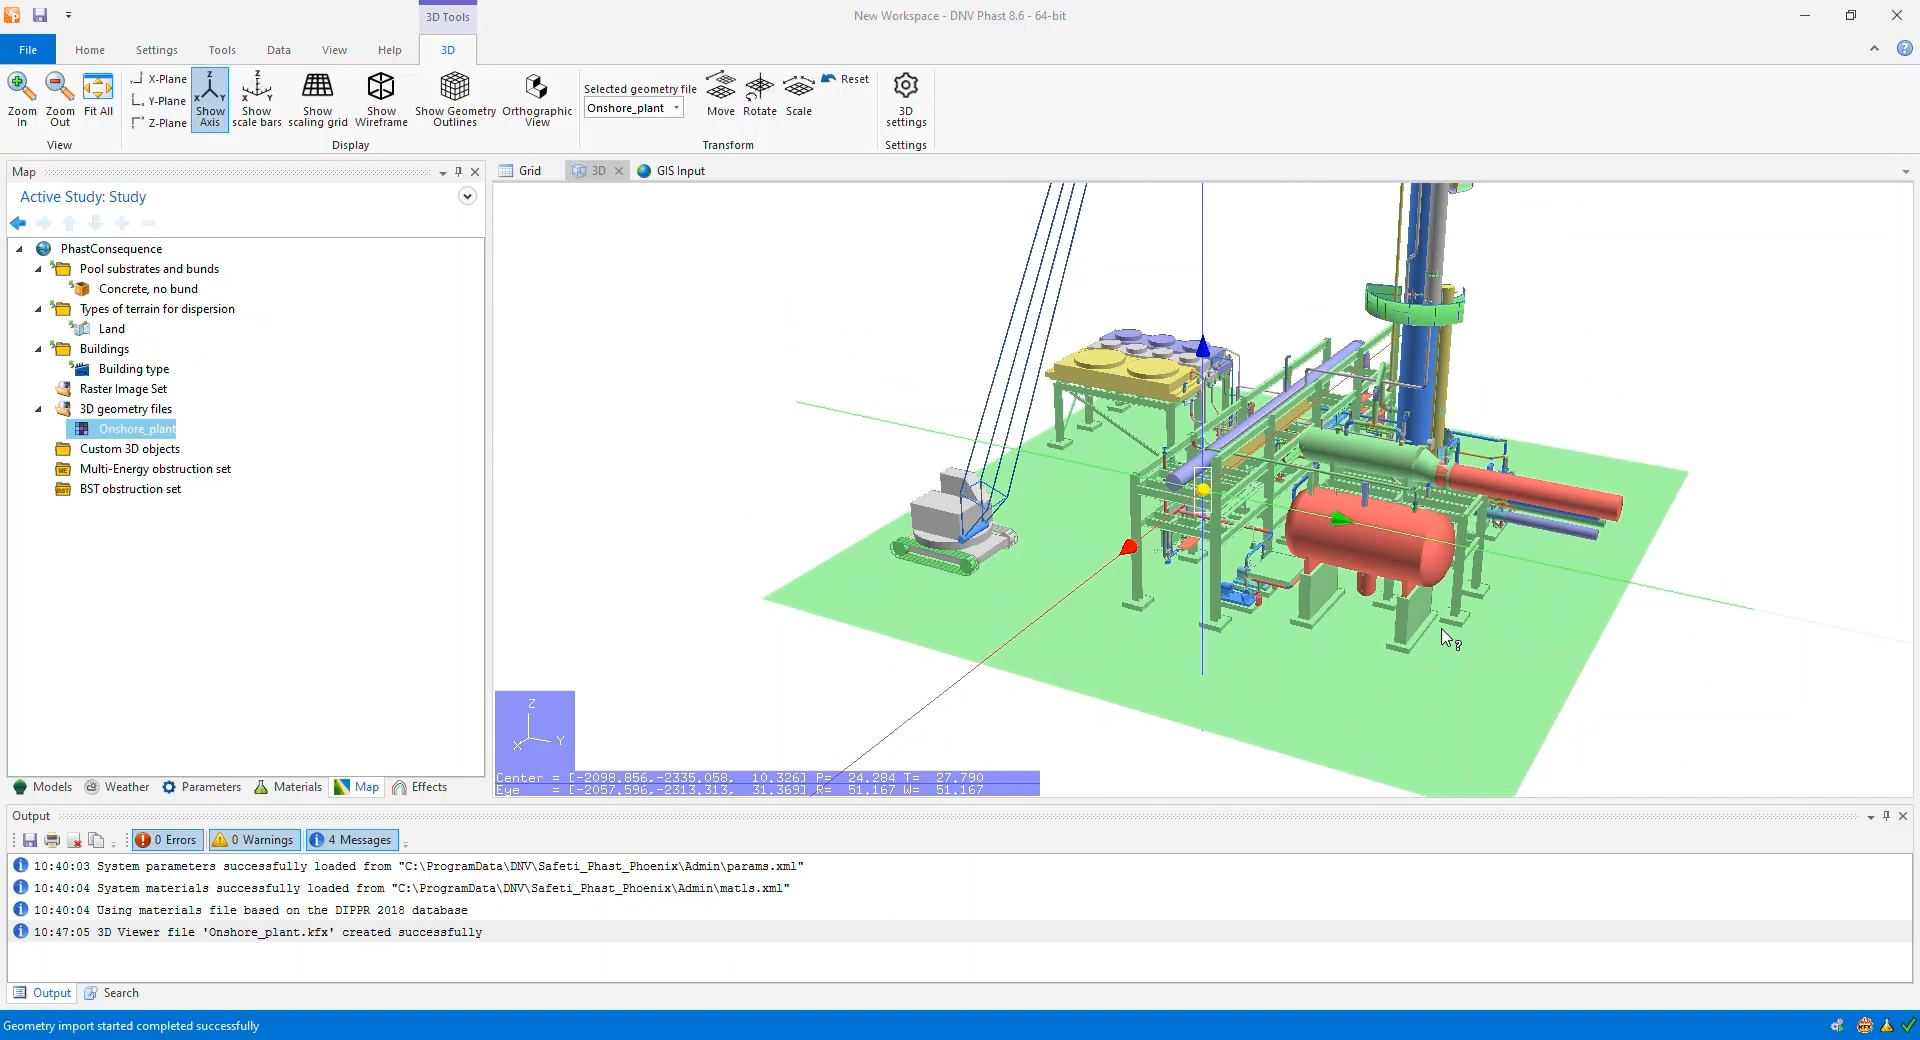 3D Tools
New Workspace - DNV Phast 8.6 - 64-bit
File Home Settings Tools Data View Help 3D
Zoom In
Zoom Out
Fit All
View
X-Plane
Y-Plane
Z-Plane
Show Axis
Show scale bars
Show scaling grid
Show Wireframe
Show Geometry Outlines
Orthographic View
Display
Selected geometry file
Onshore_plant
Move
Rotate
Scale
Reset
Transform
3D settings
Settings
Map
Active Study: Study
PhastConsequence
Pool substrates and bunds
Concrete, no bund
Types of terrain for dispersion
Land
Buildings
Building type
Raster Image Set
3D geometry files
Onshore_plant
Custom 3D objects
Multi-Energy obstruction set
BST obstruction set
Models Weather Parameters Materials Map Effects
Grid 3D GIS Input
Z
X Y
Center = [-2098.856,-2335.058, 10.326] P= 24.284 T= 27.790
Eye = [-2057.596,-2313.313, 31.369] R= 51.167 W= 51.167
Output
0 Errors 0 Warnings 4 Messages
10:40:03 System parameters successfully loaded from "C:\ProgramData\DNV\Safeti_Phast_Phoenix\Admin\params.xml"
10:40:04 System materials successfully loaded from "C:\ProgramData\DNV\Safeti_Phast_Phoenix\Admin\matls.xml"
10:40:04 Using materials file based on the DIPPR 2018 database
10:47:05 3D Viewer file 'Onshore_plant.kfx' created successfully
Output Search
Geometry import started completed successfully